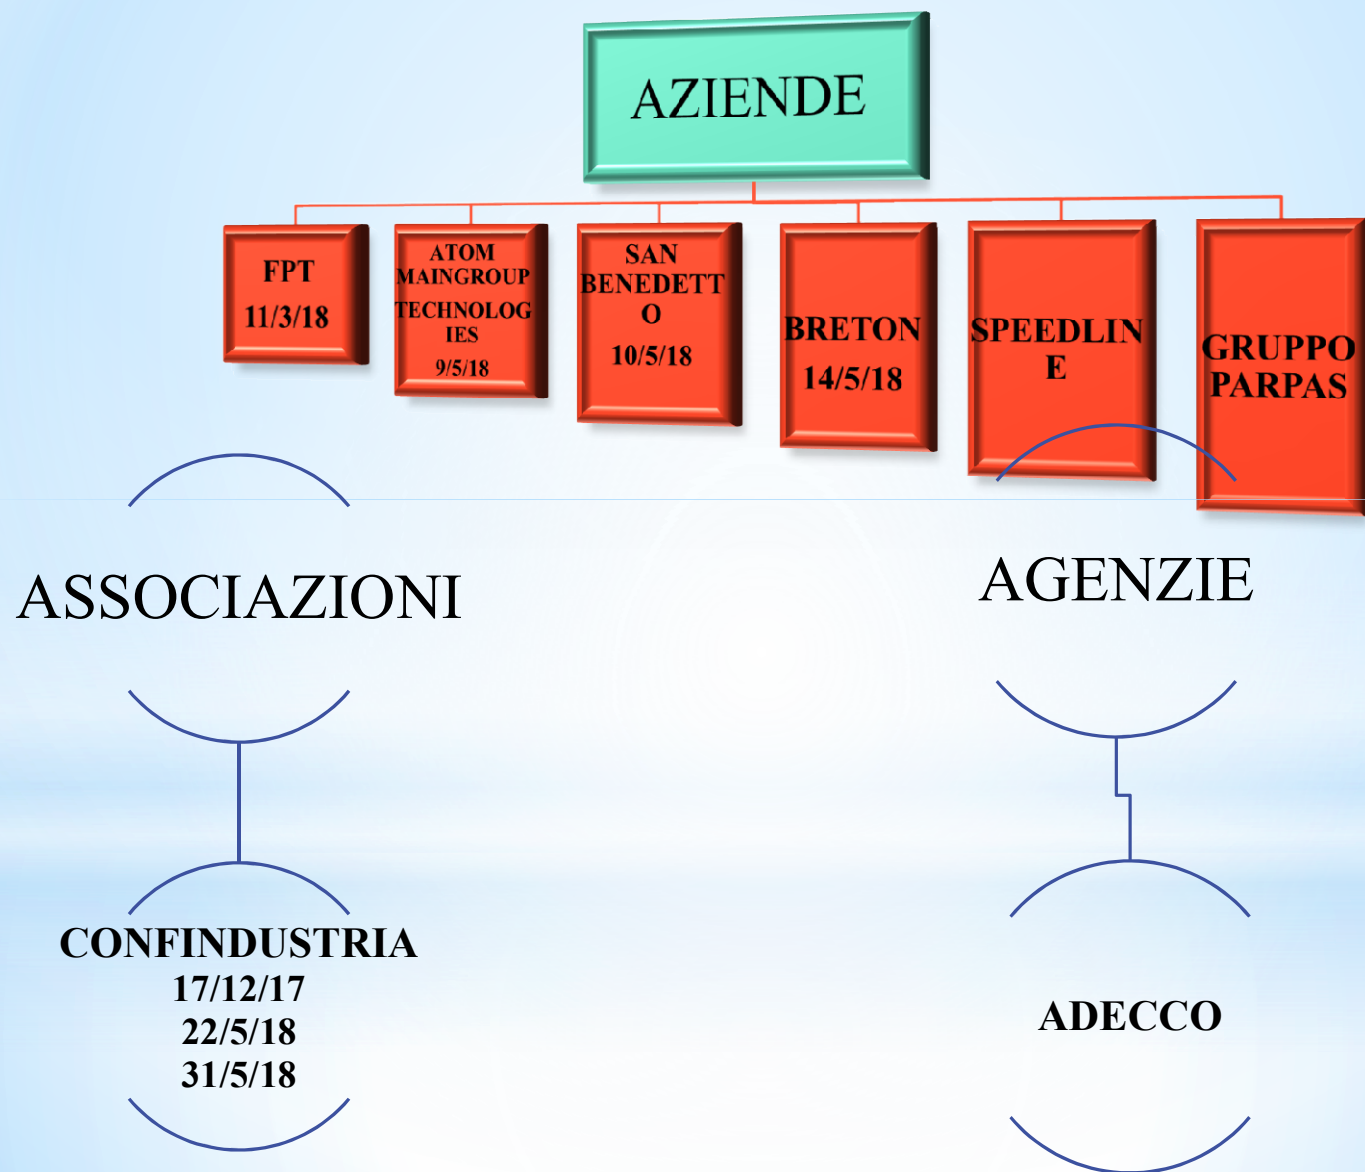 AZIENDE
FPT
11/3/18
ATOM
MAINGROUP
TECHNOLOG
IES
9/5/18
SAN
BENEDETT
O
10/5/18
BRETON
14/5/18
SPEEDLIN
E
GRUPPO
PARPAS
ASSOCIAZIONI
AGENZIE
CONFINDUSTRIA
17/12/17
22/5/18
31/5/18
ADECCO